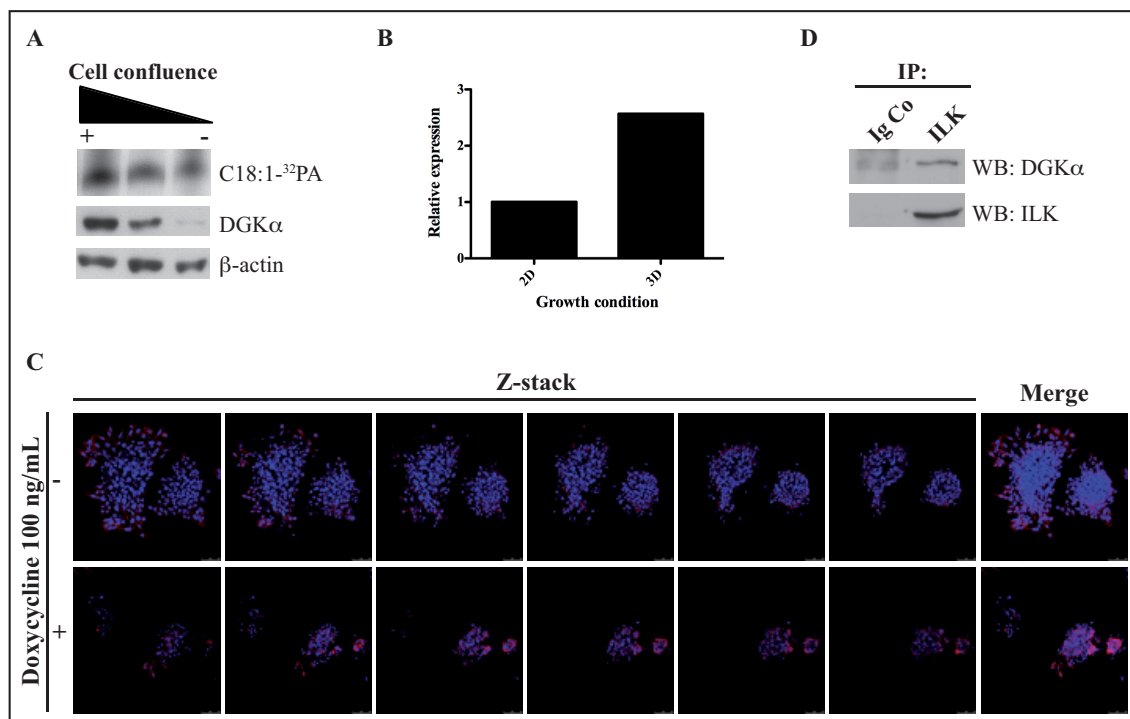 A
Cell confluence
+ -
C18:1-³²PA
DGKα
β-actin
B
Relative expression
3
2
1
0
2D 3D
Growth condition
D
IP:
Ig Co ILK
WB: DGKα
WB: ILK
C
Z-stack Merge
Doxycycline 100 ng/mL
-
+